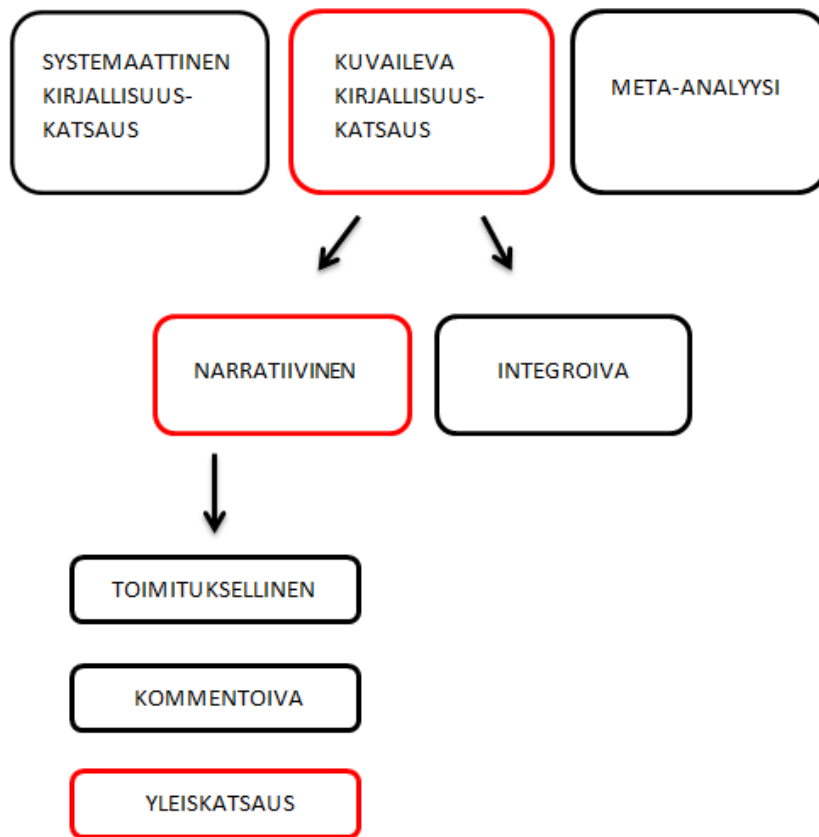 SYSTEMAATTINEN
KIRJALLISUUS-
KATSAUS
KUVAILEVA
KIRJALLISUUS-
KATSAUS
META-ANALYYSI
NARRATIIVINEN
INTEGROIVA
TOIMITUKSELLINEN
KOMMENTOIVA
YLEISKATSAUS